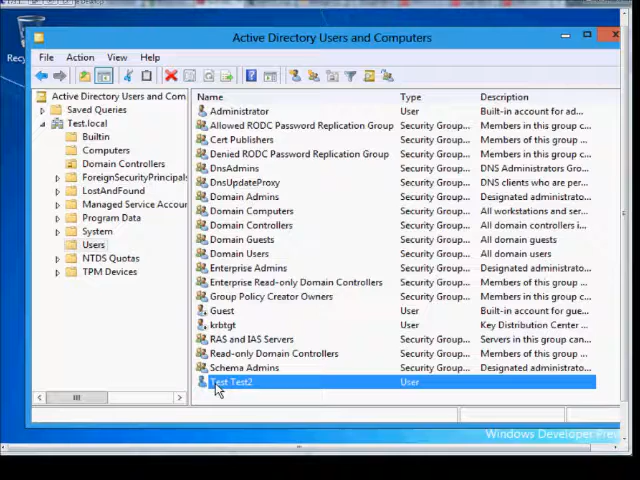 Recy
Active Directory Users and Computers
File Action View Help
Active Directory Users and Com
Saved Queries
Test.local
Builtin
Computers
Domain Controllers
ForeignSecurityPrincipals
LostAndFound
Managed Service Accour
Program Data
System
Users
NTDS Quotas
TPM Devices
Name Type Description
Administrator User Built-in account for ad...
Allowed RODC Password Replication Group Security Group... Members in this group c...
Cert Publishers Security Group... Members of this group ...
Denied RODC Password Replication Group Security Group... Members in this group c...
DnsAdmins Security Group... DNS Administrators Gro...
DnsUpdateProxy Security Group... DNS clients who are per...
Domain Admins Security Group... Designated administrato...
Domain Computers Security Group... All workstations and ser...
Domain Controllers Security Group... All domain controllers i...
Domain Guests Security Group... All domain guests
Domain Users Security Group... All domain users
Enterprise Admins Security Group... Designated administrato...
Enterprise Read-only Domain Controllers Security Group... Members of this group ...
Group Policy Creator Owners Security Group... Members in this group c...
Guest User Built-in account for gue...
krbtgt User Key Distribution Center ...
RAS and IAS Servers Security Group... Servers in this group can...
Read-only Domain Controllers Security Group... Members of this group ...
Schema Admins Security Group... Designated administrato...
Test Test2 User
Windows Developer Prev